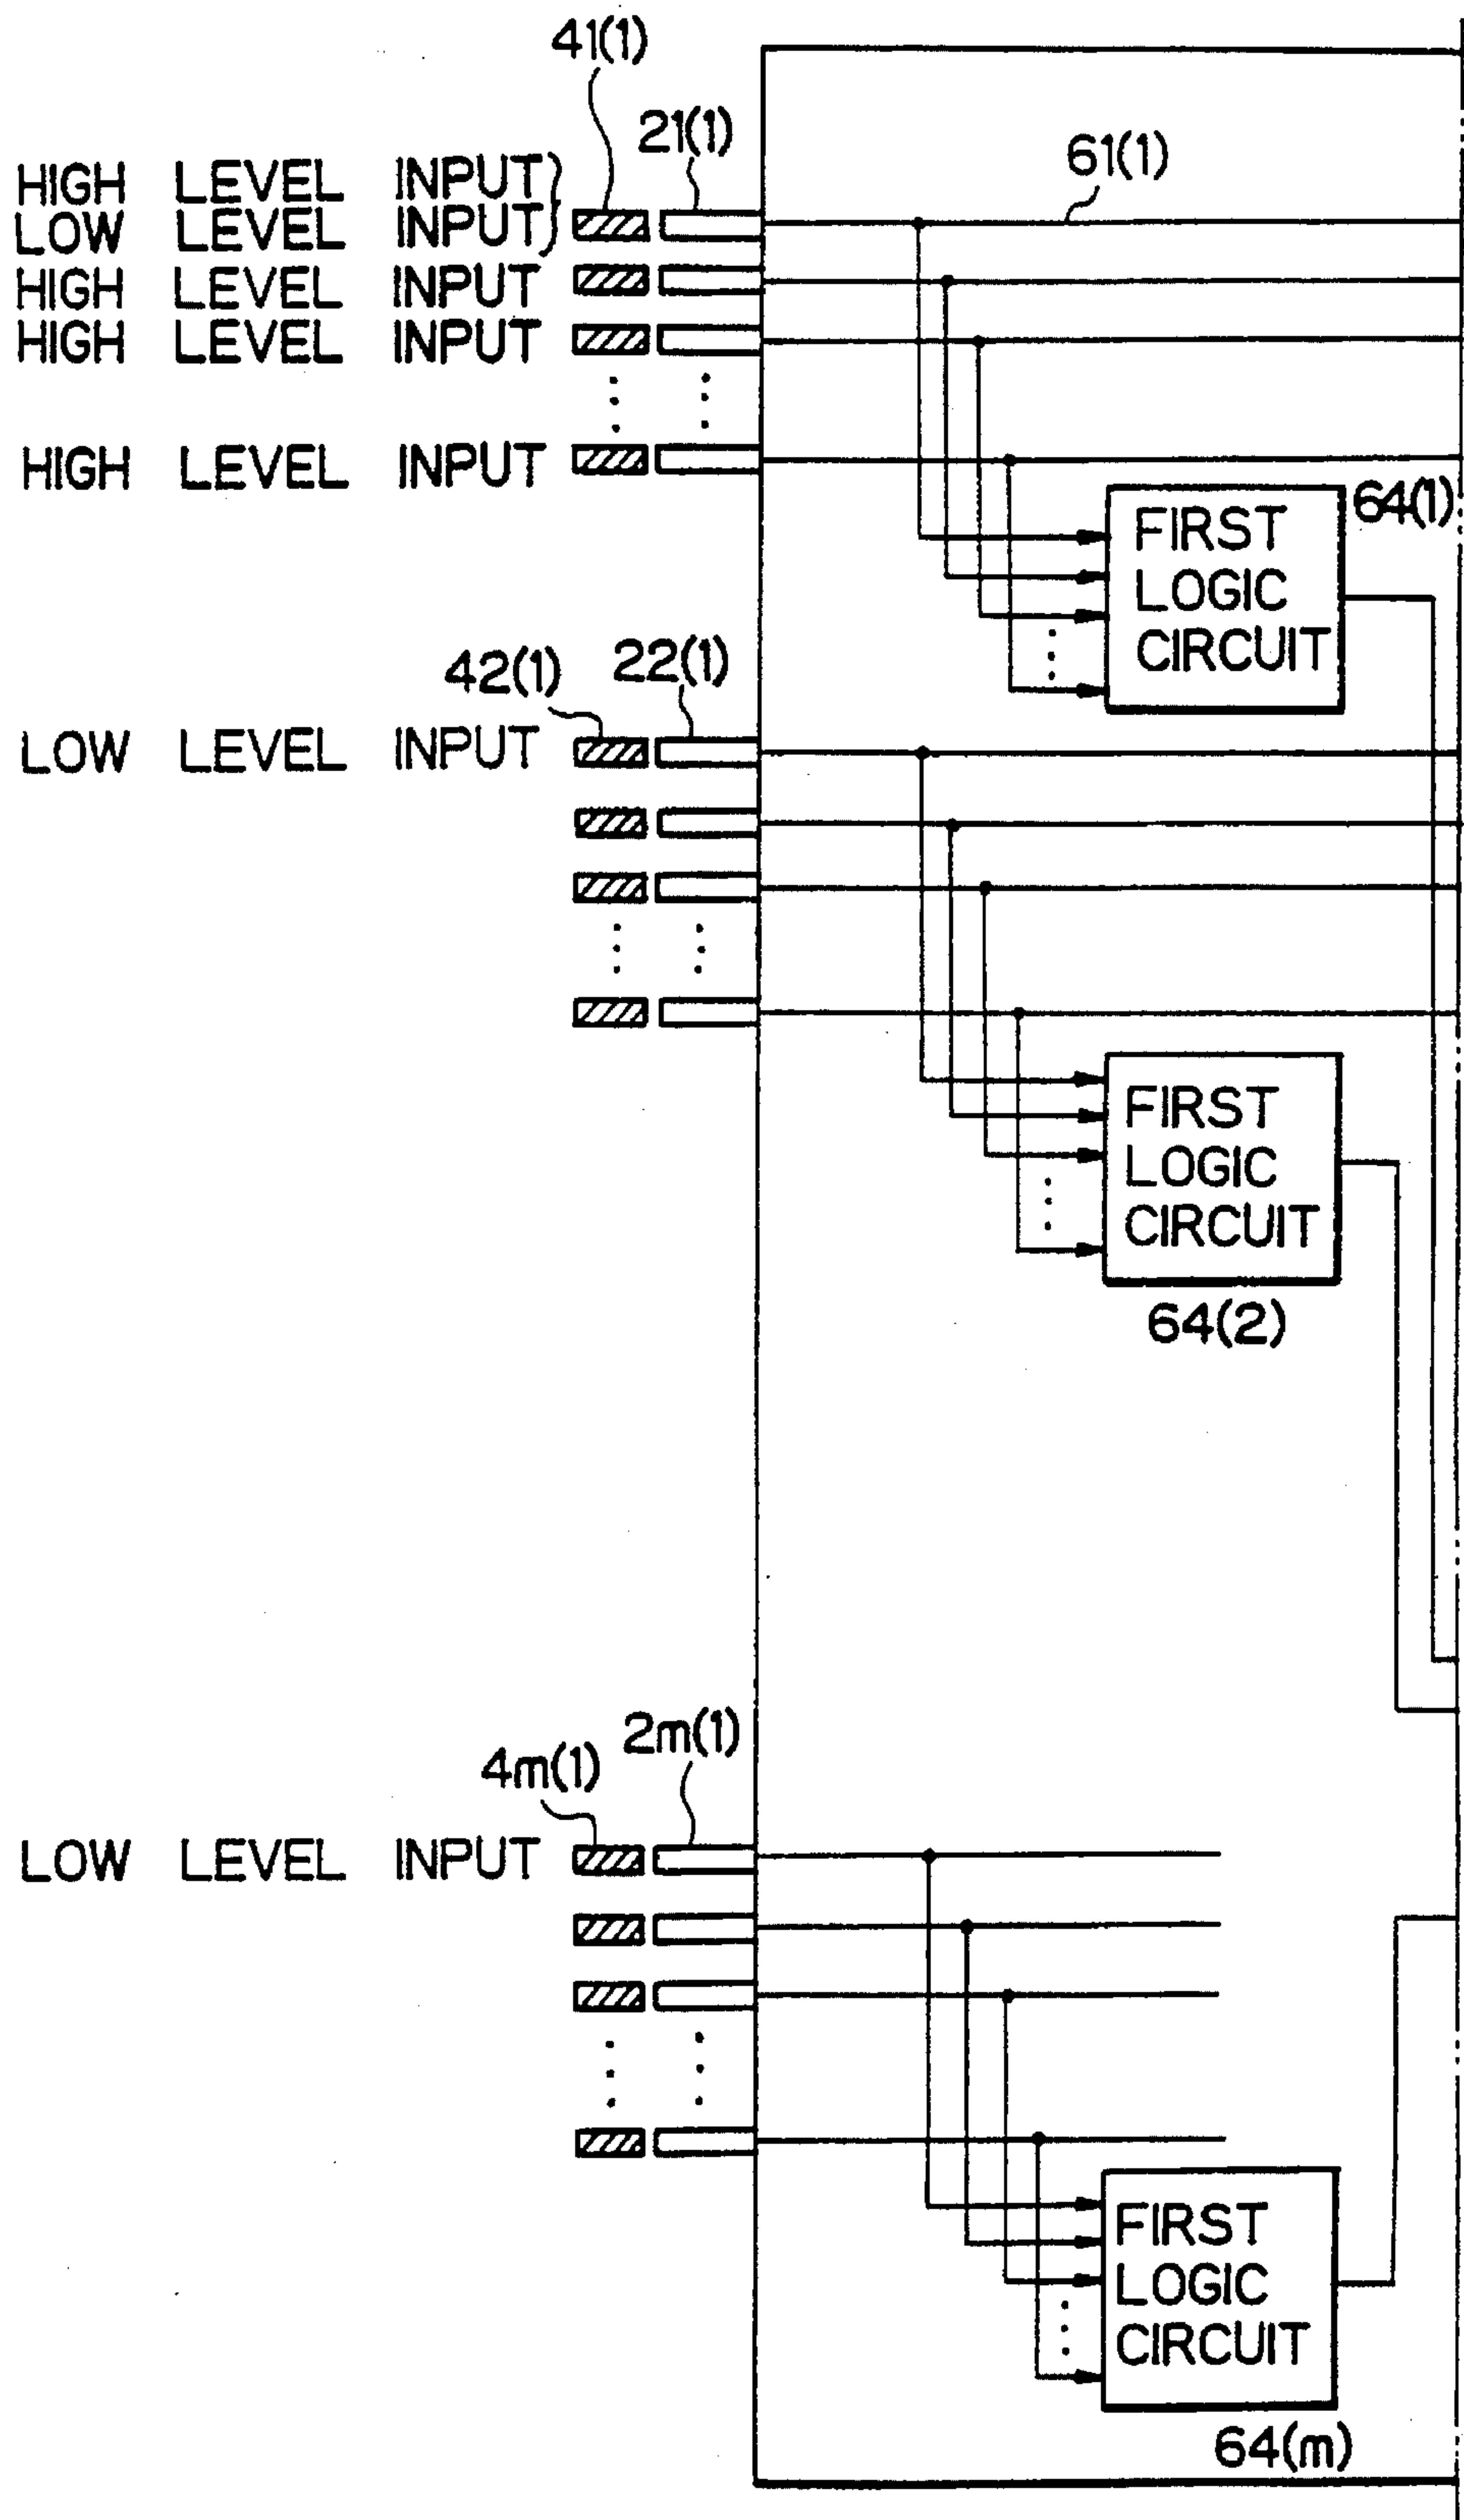 41(1)
21(1)
61(1)
HIGH LEVEL INPUT
LOW LEVEL INPUT
HIGH LEVEL INPUT
HIGH LEVEL INPUT
HIGH LEVEL INPUT
64(1)
FIRST
LOGIC
CIRCUIT
42(1)
22(1)
LOW LEVEL INPUT
FIRST
LOGIC
CIRCUIT
64(2)
4m(1)
2m(1)
LOW LEVEL INPUT
FIRST
LOGIC
CIRCUIT
64(m)